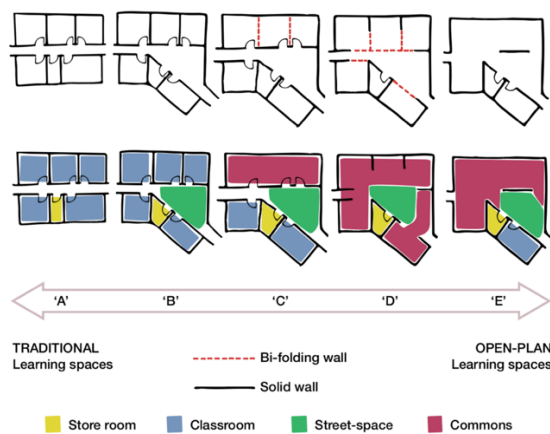 'A' 'B' 'C' 'D' 'E'
TRADITIONAL
Learning spaces
Bi-folding wall
Solid wall
OPEN-PLAN
Learning spaces
Store room Classroom Street-space Commons